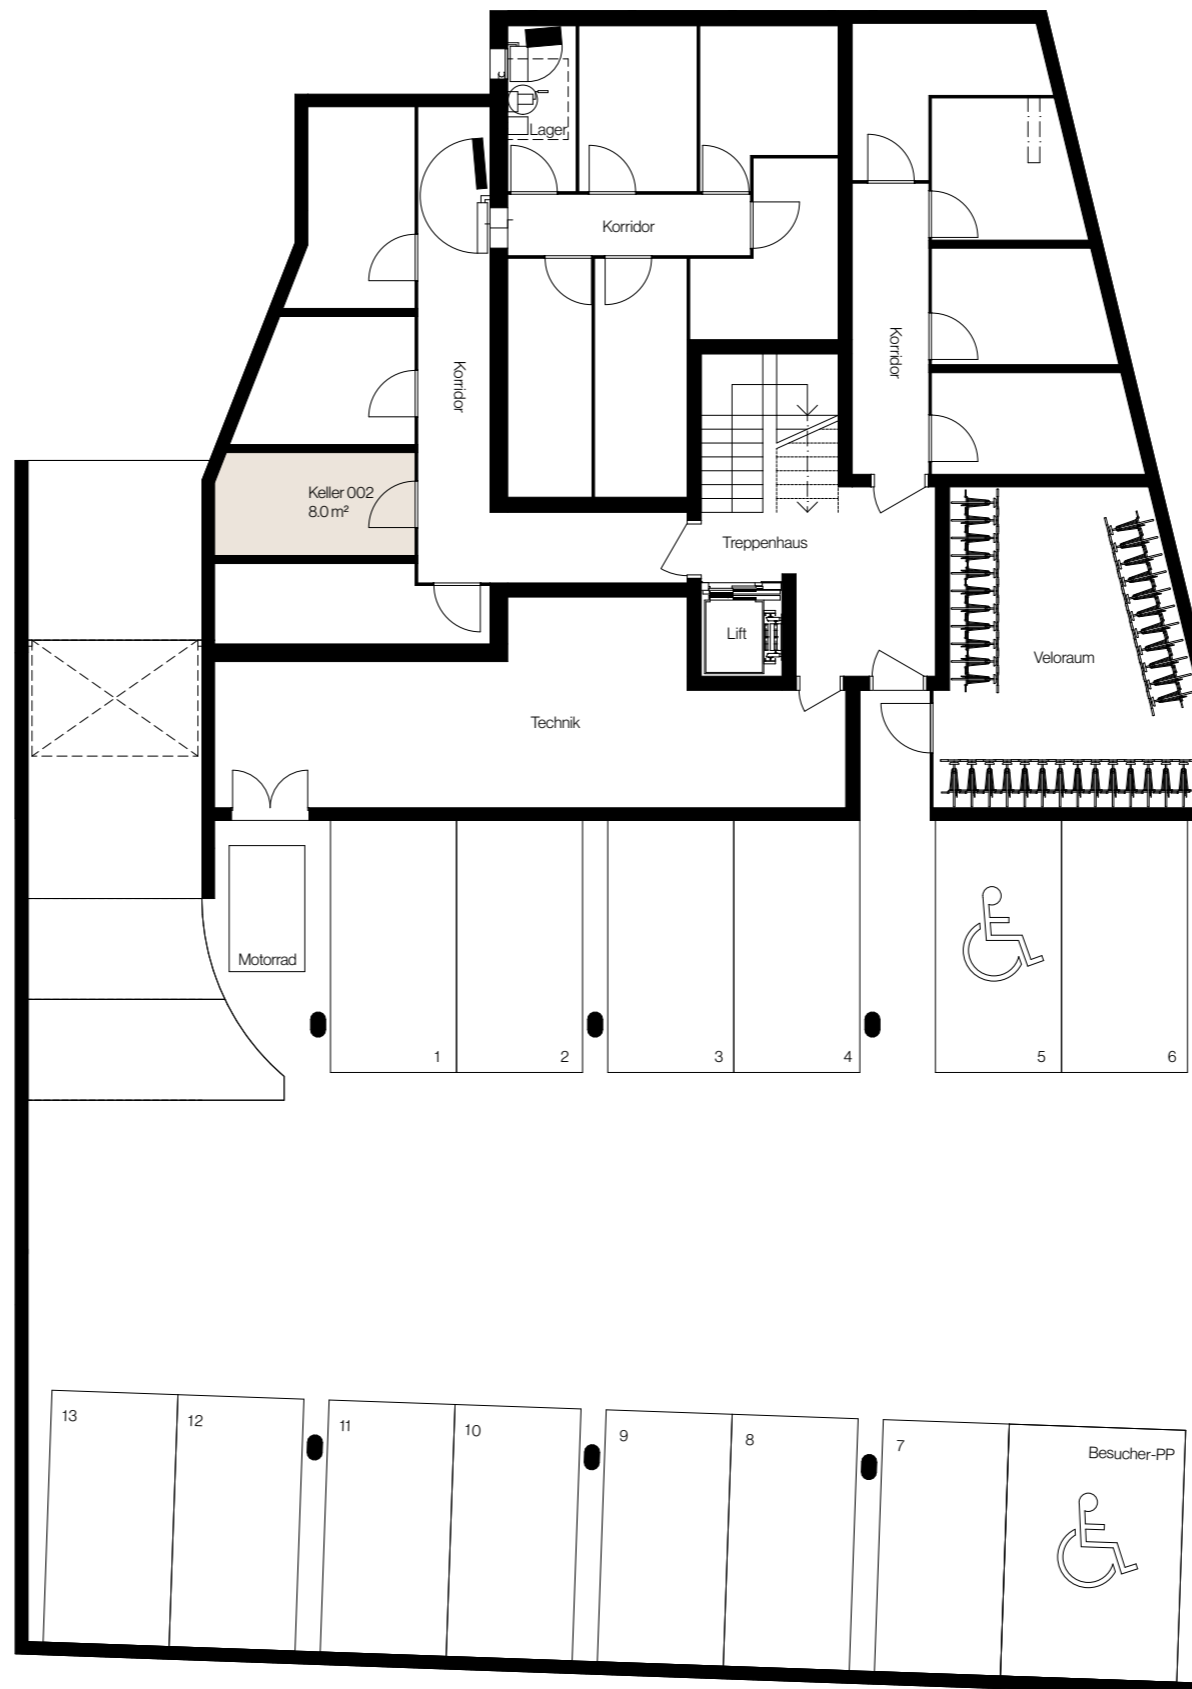 Lager
Korridor
Korridor
Korridor
Keller 002
8.0 m²
Treppenhaus
Lift
Veloraum
Technik
Motorrad
1
2
3
4
5
6
13
12
11
10
9
8
7
Besucher-PP